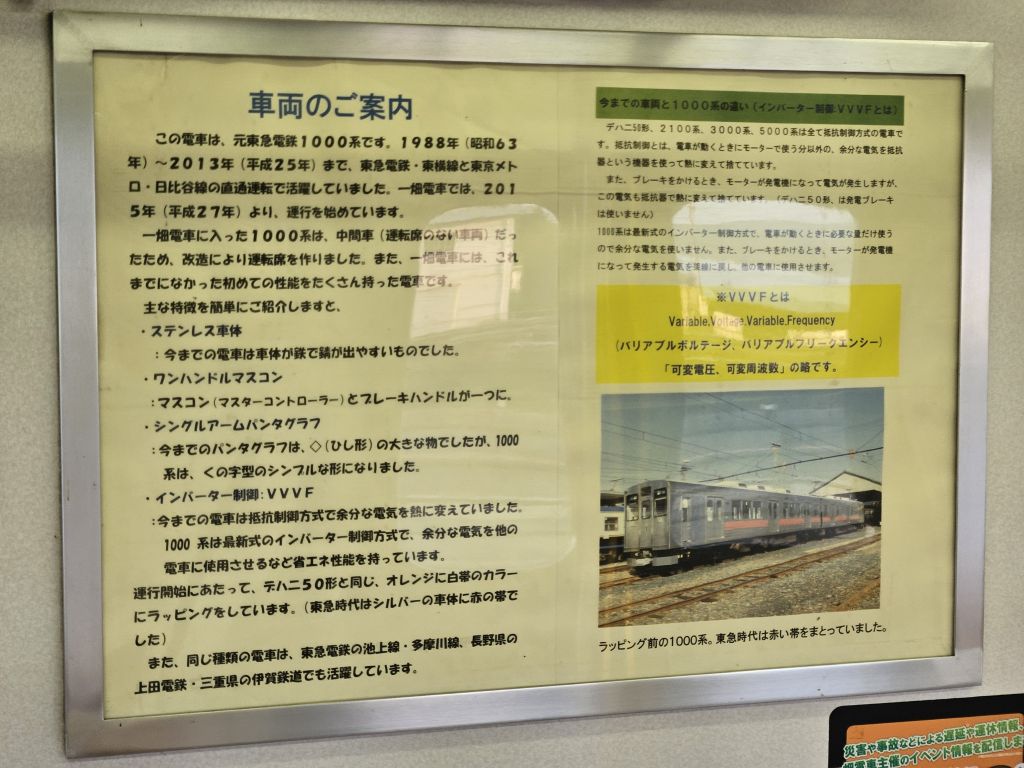 車両のご案内
この電車は、元東急電鉄1000系です。1988年(昭和63
年)～2013年(平成25年)まで、東急電鉄・東横線と東京メト
ロ・日比谷線の直通運転で活躍していました。一畑電車では、201
5年(平成27年)より、運行を始めています。
一畑電車に入った1000系は、中間車(運転席のない車両)だっ
たため、改造により運転席を作りました。また、一畑電車には、これ
までになかった初めての性能をたくさん持った電車です。
主な特徴を簡単にご紹介しますと、
・ステンレス車体
:今までの電車は車体が鉄で錆が出やすいものでした。
・ワンハンドルマスコン
:マスコン(マスターコントローラー)とブレーキハンドルが一つに。
・シングルアームパンタグラフ
:今までのパンタグラフは、◇(ひし形)の大きな物でしたが、1000
系は、くの字型のシンプルな形になりました。
・インバーター制御:VVVF
:今までの電車は抵抗制御方式で余分な電気を熱に変えていました。
1000系は最新式のインバーター制御方式で、余分な電気を他の
電車に使用させるなど省エネ性能を持っています。
運行開始にあたって、デハニ50形と同じ、オレンジに白帯のカラー
にラッピングをしています。(東急時代はシルバーの車体に赤の帯で
した)
また、同じ種類の電車は、東急電鉄の池上線・多摩川線、長野県の
上田電鉄・三重県の伊賀鉄道でも活躍しています。
今までの車両と1000系の違い(インバーター制御:VVVFとは)
デハニ50形、2100系、3000系、5000系は全て抵抗制御方式の電車で
す。抵抗制御とは、電車が動くときにモーターで使う分以外の、余分な電気を抵抗
器という機器を使って熱に変えて捨てています。
また、ブレーキをかけるとき、モーターが発電機になって電気が発生しますが、
この電気も抵抗器で熱に変えて捨てています。(デハニ50形、は発電ブレーキ
は使いません)
1000系は最新式のインバーター制御方式で、電車が動くときに必要な量だけ使う
ので余分な電気を使いません。また、ブレーキをかけるとき、モーターが発電機
になって発生する電気を架線に戻し、他の電車に使用させます。
※VVVFとは
Variable,Voltage,Variable,Frequency
(バリアブルボルテージ、バリアブルフリークエンシー)
「可変電圧、可変周波数」の略です。
ラッピング前の1000系。東急時代は赤い帯をまとっていました。
災害や事故などによる遅延や運休情報、
畑電車主催のイベント情報を配信しま